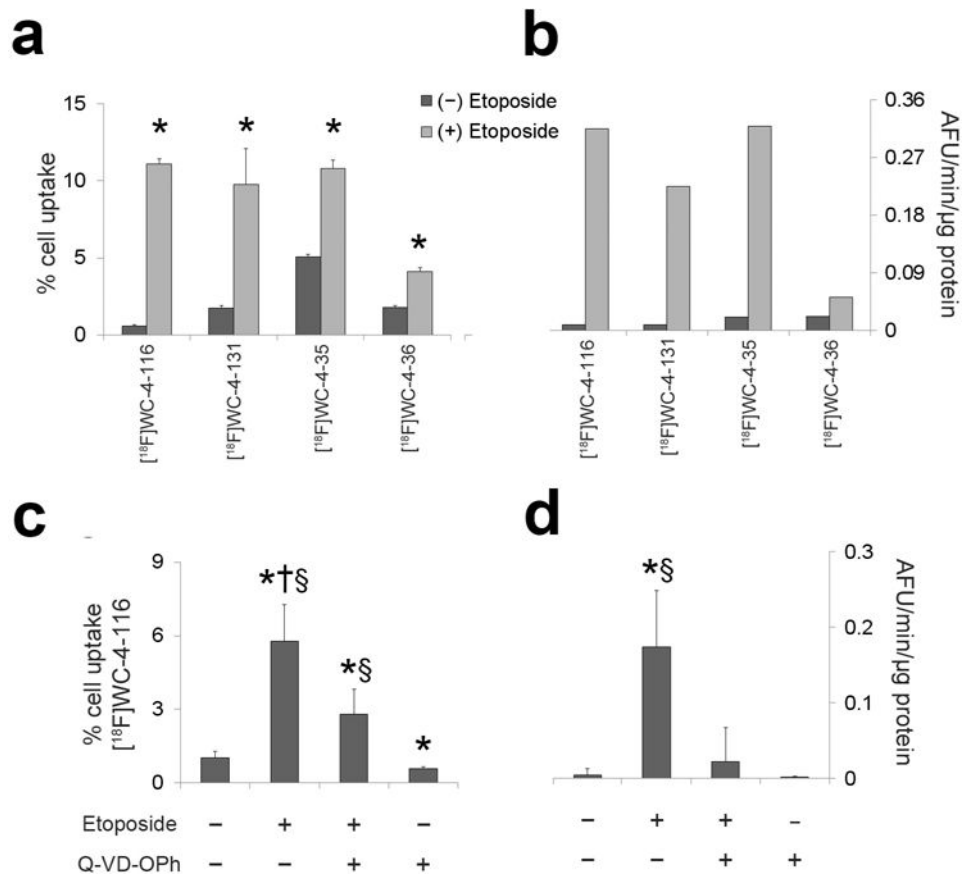 a
b
15
10
5
0
% cell uptake
(−) Etoposide
(+) Etoposide
*
*
*
*
[¹⁸F]WC-4-116
[¹⁸F]WC-4-131
[¹⁸F]WC-4-35
[¹⁸F]WC-4-36
0.36
0.27
0.18
0.09
0
AFU/min/µg protein
[¹⁸F]WC-4-116
[¹⁸F]WC-4-131
[¹⁸F]WC-4-35
[¹⁸F]WC-4-36
c
d
9
6
3
0
% cell uptake
[¹⁸F]WC-4-116
*†§
*§
*
*§
0.3
0.2
0.1
0
AFU/min/µg protein
Etoposide − + + − − + + −
Q-VD-OPh − − + + − − + +